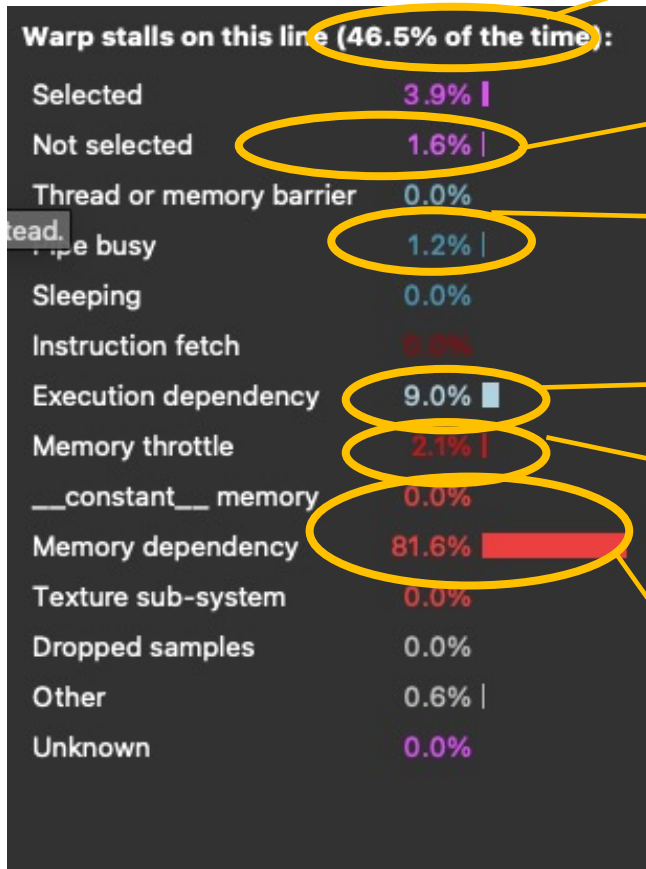 Warp stalls on this line (46.5% of the time):
Selected 3.9%
Not selected 1.6%
Thread or memory barrier 0.0%
tead.
busy 1.2%
Sleeping 0.0%
Instruction fetch 0.0%
Execution dependency 9.0%
Memory throttle 2.1%
__constant__ memory 0.0%
Memory dependency 81.6%
Texture sub-system 0.0%
Dropped samples 0.0%
Other 0.6%
Unknown 0.0%